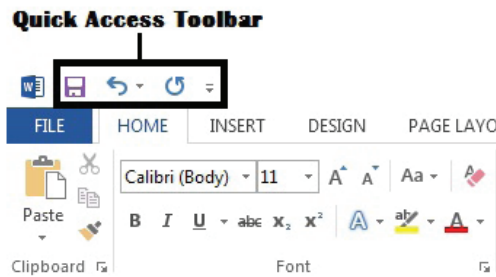 Quick Access Toolbar
W
FILE HOME INSERT DESIGN PAGE LAYO
Calibri (Body) 11 A A Aa A
Paste B I U abc X₂ X² A ab A
Clipboard Font